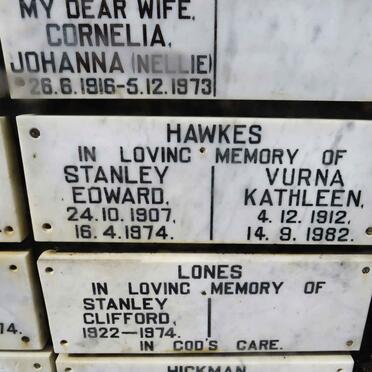 MY DEAR WIFE,
CORNELIA,
JOHANNA (NELLIE)
26.6.1916-5.12.1973
HAWKES
IN LOVING MEMORY OF
STANLEY
EDWARD.
24.10.1907,
16.4.1974.
VURNA
KATHLEEN,
4.12.1912,
14.9.1982.
LONES
IN LOVING MEMORY OF
STANLEY
CLIFFORD,
1922-1974.
IN GOD'S CARE.
14.
HICKMAN